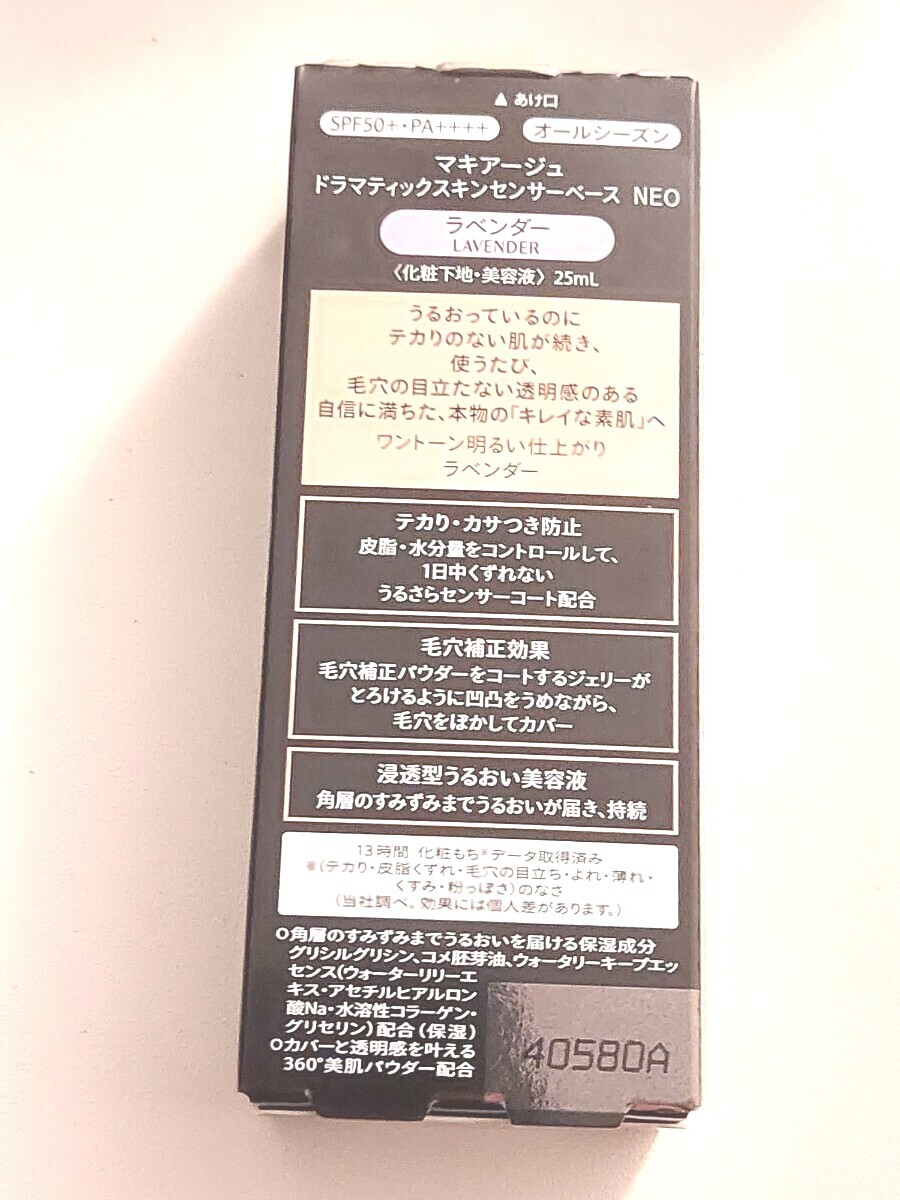 ▲ あけ口
SPF50+・PA++++ オールシーズン
マキアージュ
ドラマティックスキンセンサーベース NEO
ラベンダー
LAVENDER
〈化粧下地・美容液〉 25mL
うるおっているのに
テカりのない肌が続き、
使うたび、
毛穴の目立たない透明感のある
自信に満ちた、本物の「キレイな素肌」へ
ワントーン明るい仕上がり
ラベンダー
テカり・カサつき防止
皮脂・水分量をコントロールして、
1日中くずれない
うるさらセンサーコート配合
毛穴補正効果
毛穴補正パウダーをコートするジェリーが
とろけるように凹凸をうめながら、
毛穴をぼかしてカバー
浸透型うるおい美容液
角層のすみずみまでうるおいが届き、持続
13時間 化粧もち※データ取得済み
※(テカり・皮脂くずれ・毛穴の目立ち・よれ・薄れ・
くすみ・粉っぽさ)のなさ
(当社調べ。効果には個人差があります。)
○角層のすみずみまでうるおいを届ける保湿成分
グリシルグリシン、コメ胚芽油、ウォータリーキープエッ
センス(ウォーターリリーエ
キス・アセチルヒアルロン
酸Na・水溶性コラーゲン・
グリセリン)配合(保湿)
○カバーと透明感を叶える
360°美肌パウダー配合
40580A